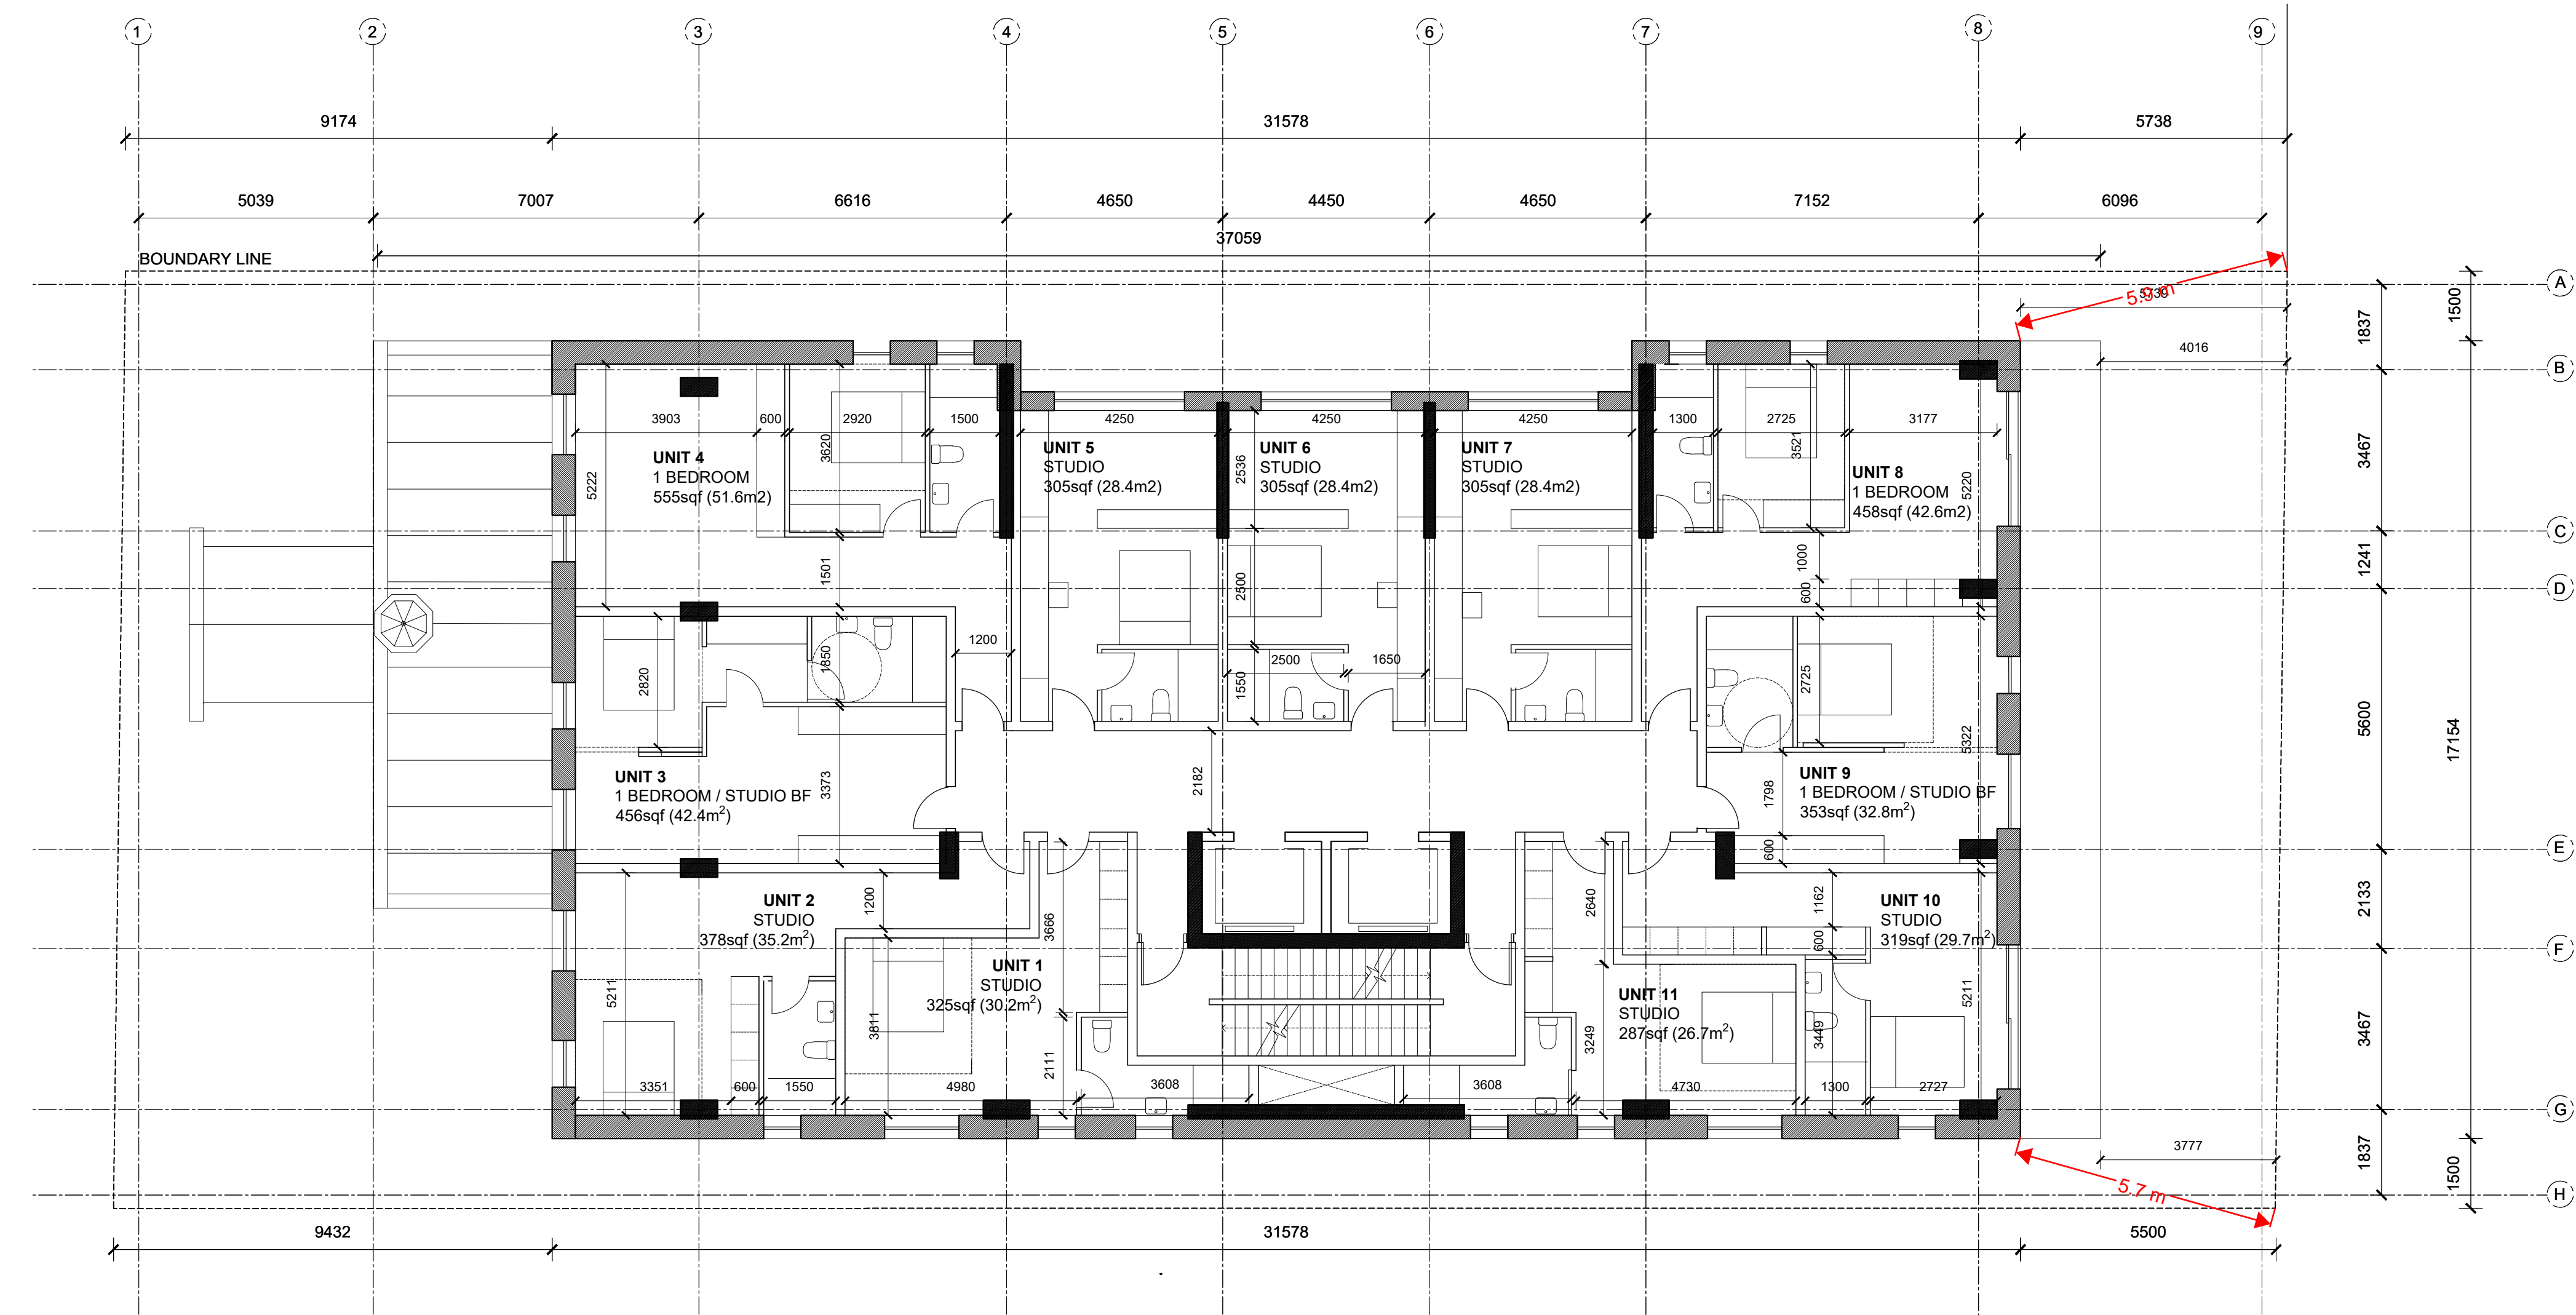 1 2 3 4 5 6 7 8 9
9174 31578 5738
5039 7007 6616 4650 4450 4650 7152 6096
37059
BOUNDARY LINE
A
5.9 m
1500
1837
4016
B
3903 600 2920 1500 4250 4250 4250 1300 2725 3177
3620
3521
2536
3467
UNIT 4
1 BEDROOM
555sqf (51.6m2)
UNIT 5
STUDIO
305sqf (28.4m2)
UNIT 6
STUDIO
305sqf (28.4m2)
UNIT 7
STUDIO
305sqf (28.4m2)
UNIT 8
1 BEDROOM
458sqf (42.6m2)
5222
5220
C
1501
2500
1000
600
1241
D
1200
1850
2820
2500 1650
1550
2725
5322
5600
17154
UNIT 3
1 BEDROOM / STUDIO BF
456sqf (42.4m²)
3373
2182
1798
600
UNIT 9
1 BEDROOM / STUDIO BF
353sqf (32.8m²)
E
UNIT 2
STUDIO
378sqf (35.2m²)
1200
3666
2640
1162
600
UNIT 10
STUDIO
319sqf (29.7m²)
2133
F
UNIT 1
STUDIO
325sqf (30.2m²)
UNIT 11
STUDIO
287sqf (26.7m²)
5211
3811
2111
3249
3449
5211
3467
3351 600 1550 4980 3608 3608 4730 1300 2727
G
3777
1837
1500
5.7 m
H
9432 31578 5500